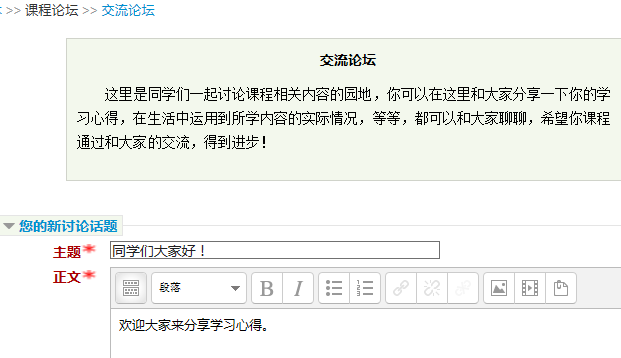 >> 课程论坛 >> 交流论坛
交流论坛
这里是同学们一起讨论课程相关内容的园地，你可以在这里和大家分享一下你的学
习心得，在生活中运用到所学内容的实际情况，等等，都可以和大家聊聊，希望你课程
通过和大家的交流，得到进步！
您的新讨论话题
主题 同学们大家好！
正文
段落 B I
欢迎大家来分享学习心得。